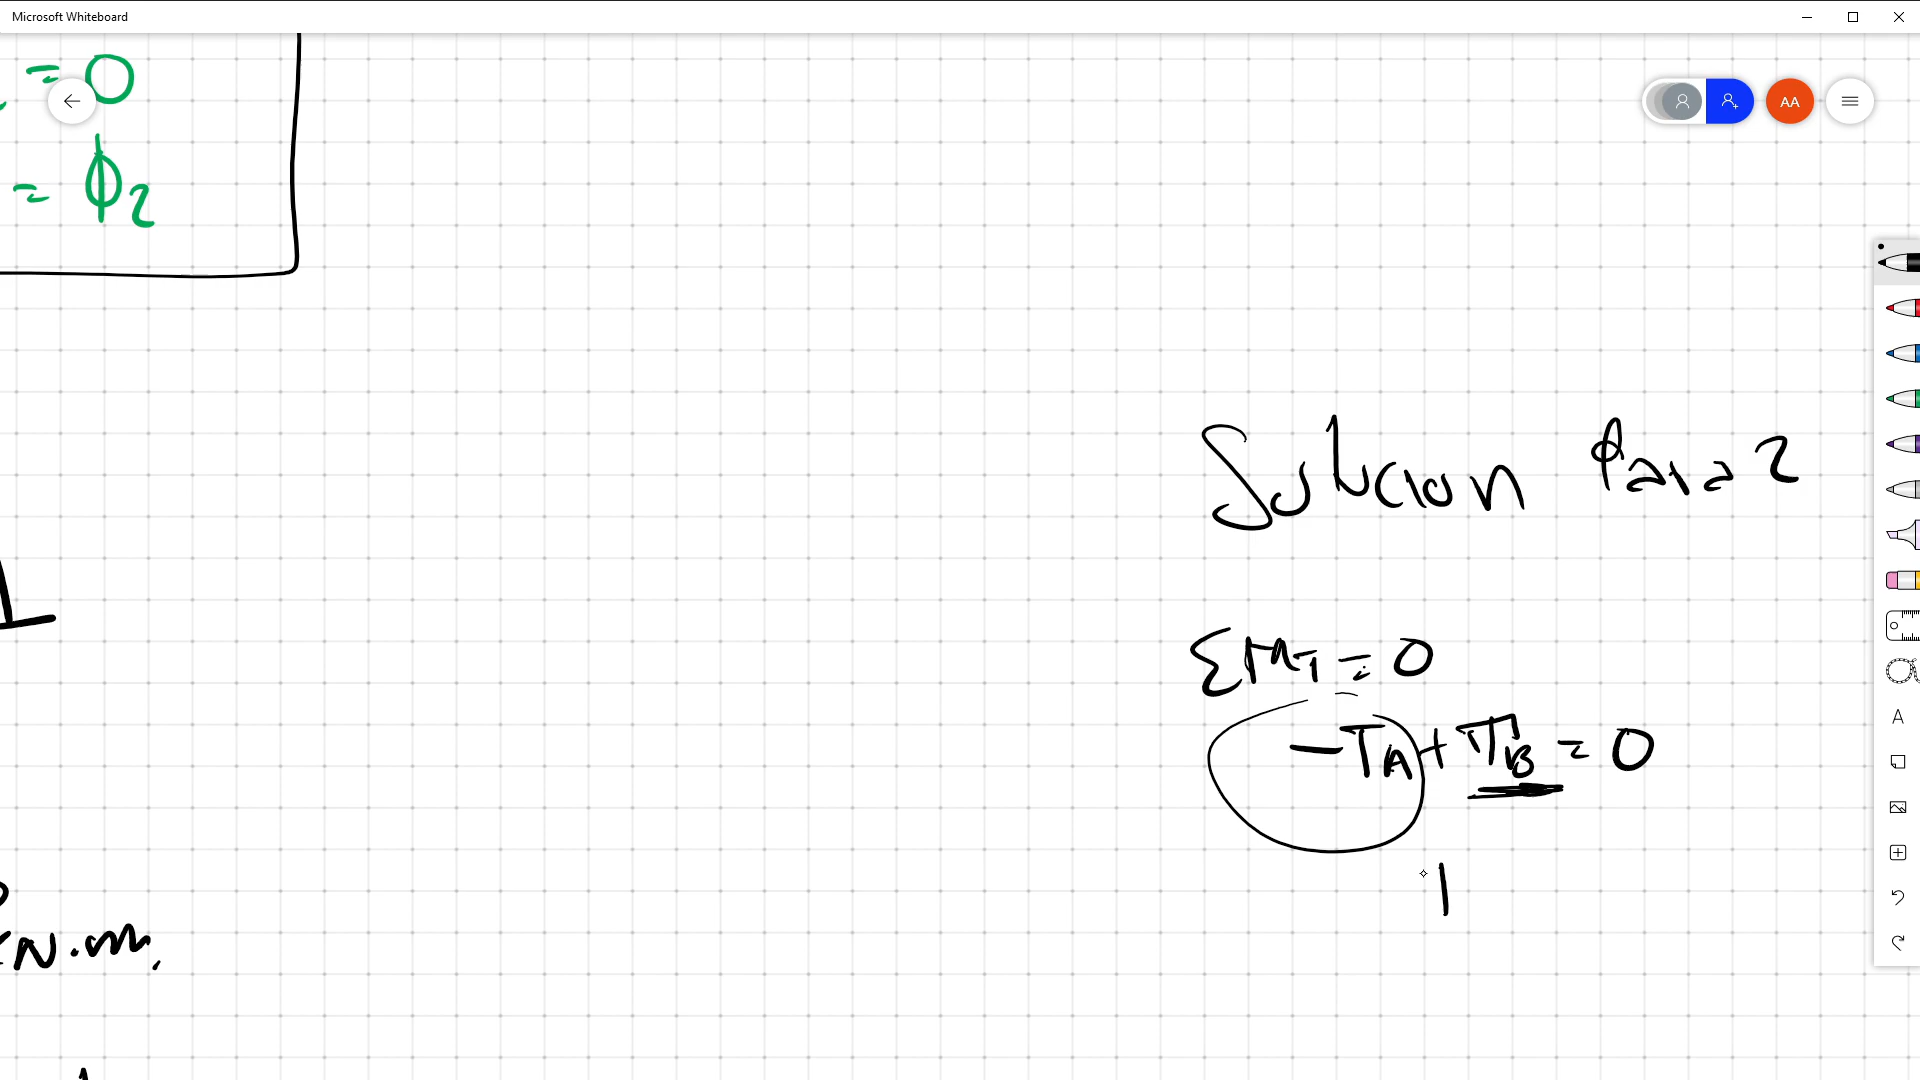 Microsoft Whiteboard
= 0
= ϕ2
AA
Solucion Para 2
ΣMT = 0
-TA + TB = 0
N.m.
A